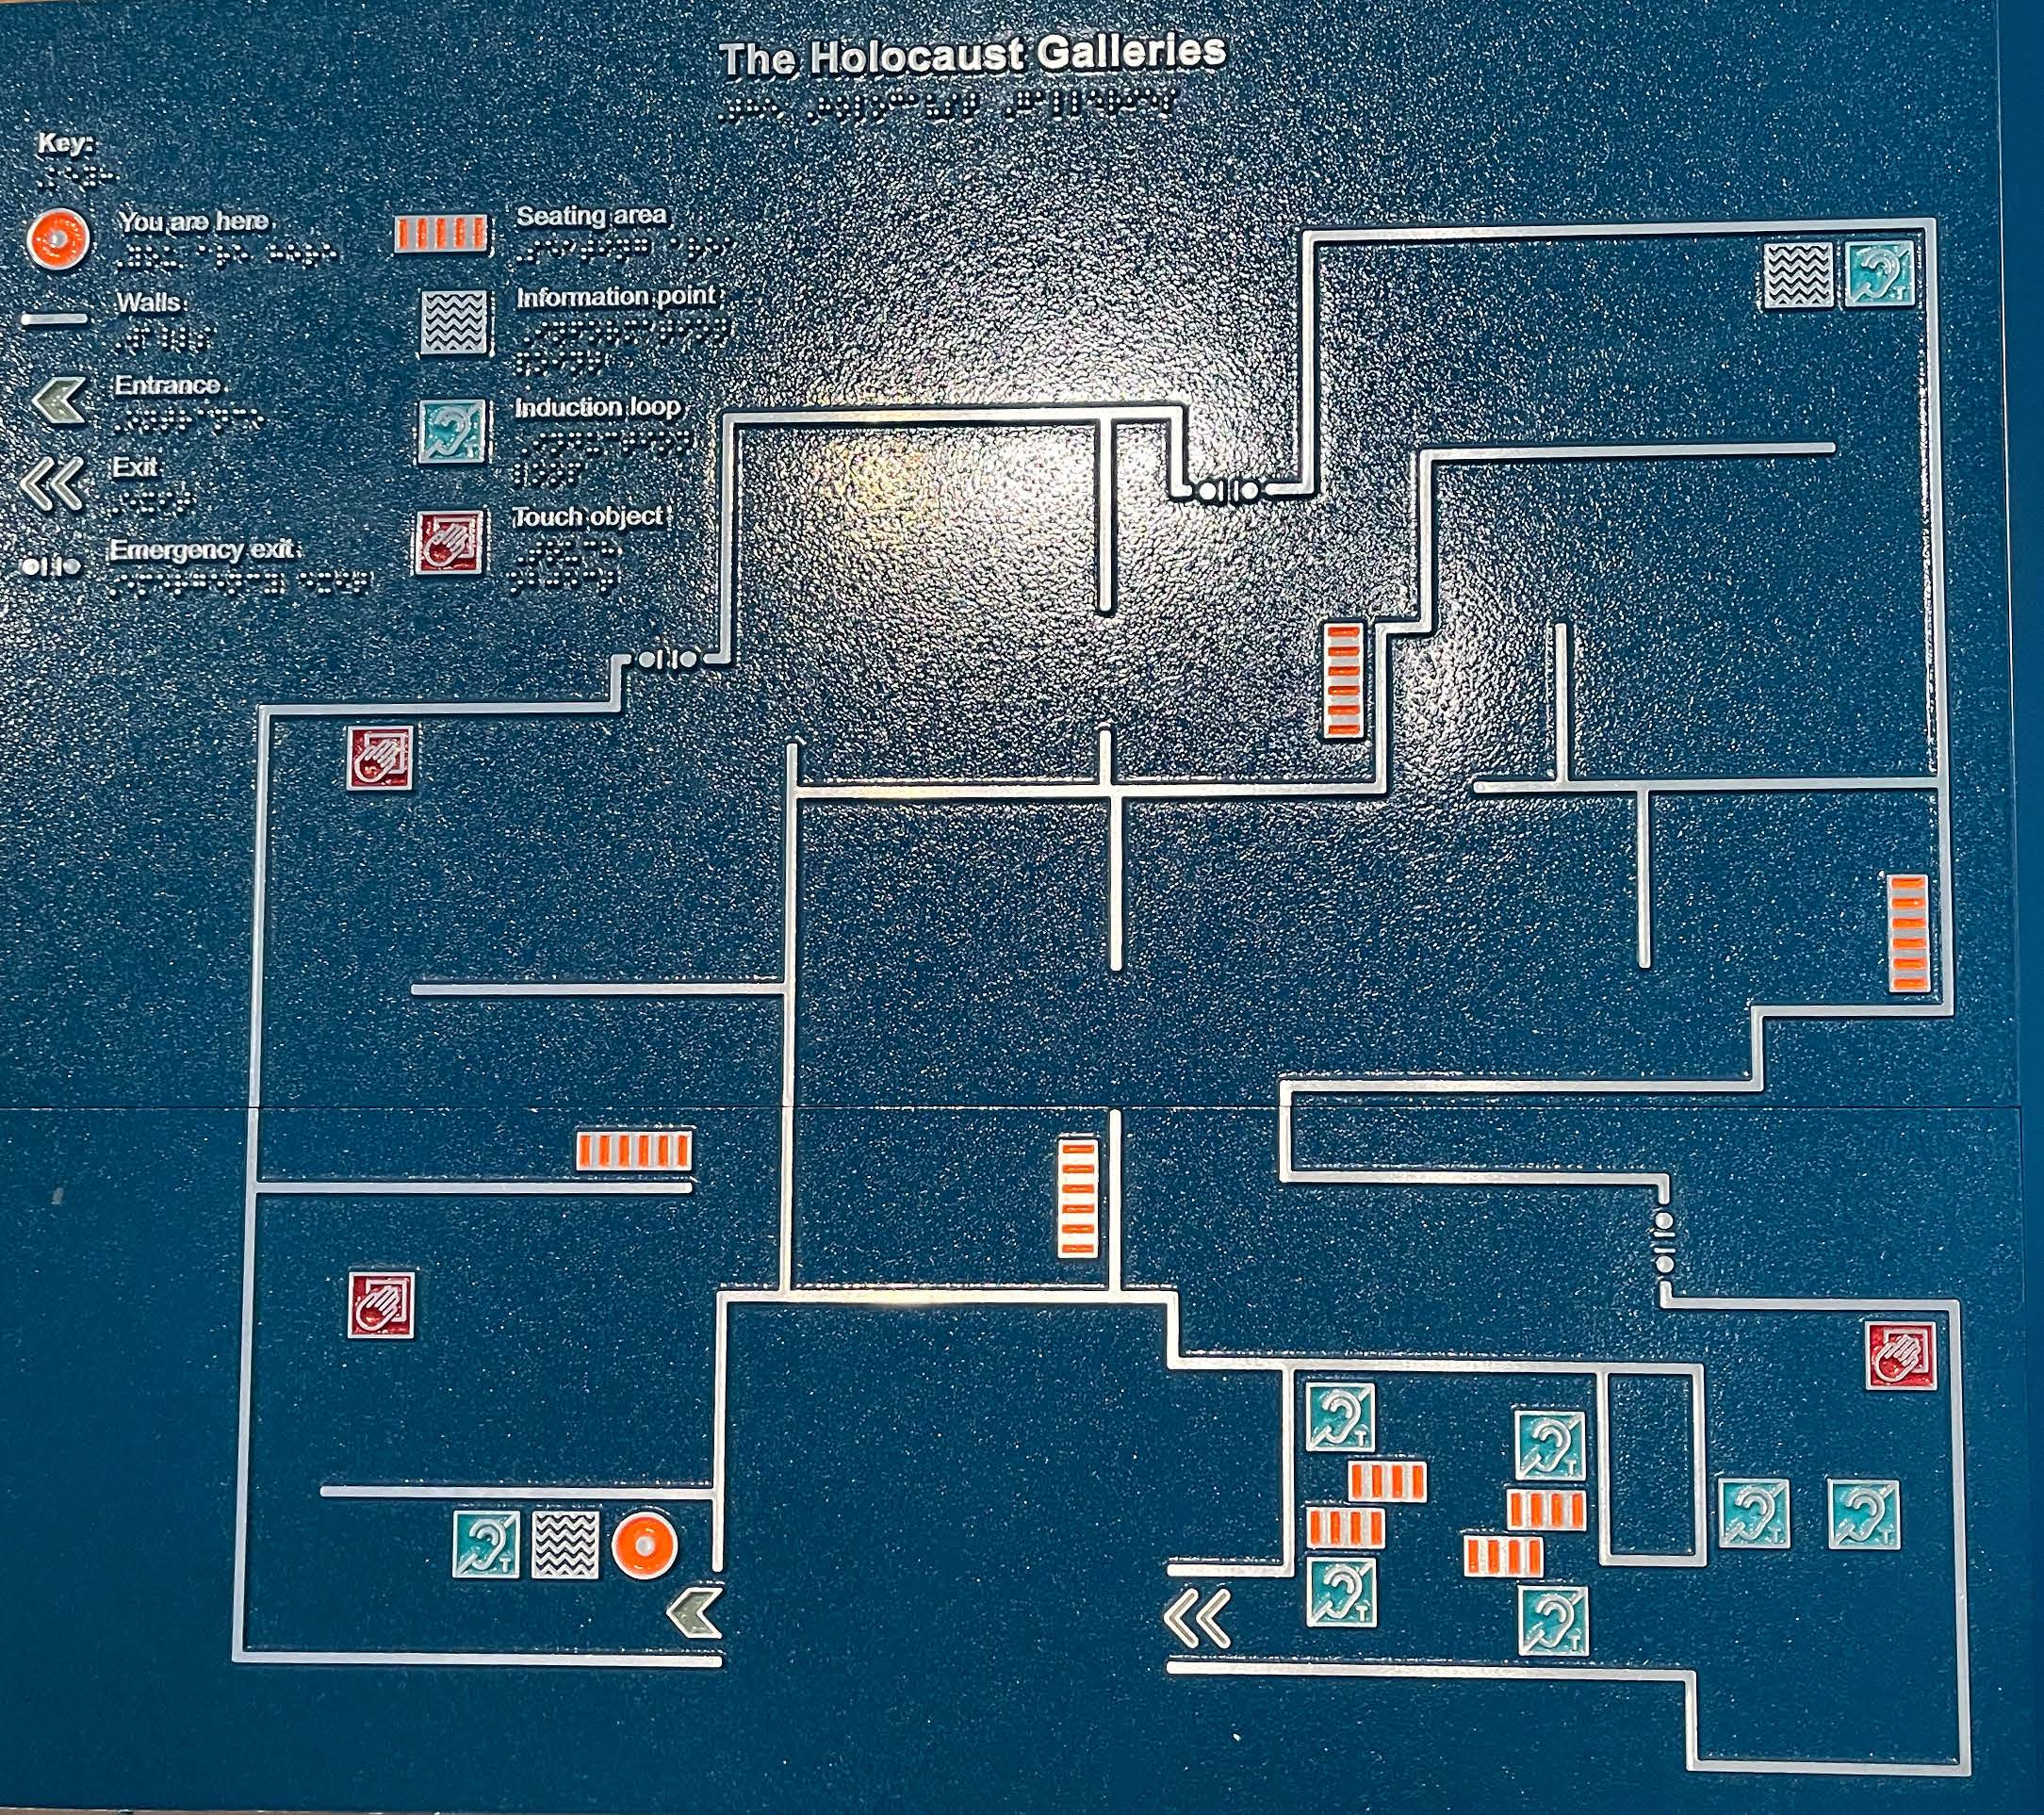 The Holocaust Galleries
Key:
You are here
Walls
Entrance
Exit
Emergency exit
Seating area
Information point
Induction loop
Touch object
T
T
T
T
T
T
T
T
T